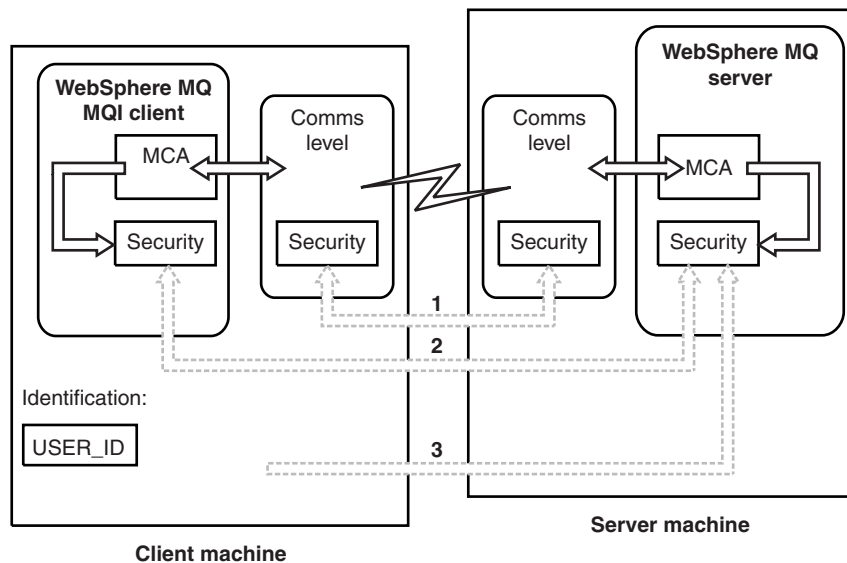 WebSphere MQ
MQI client
MCA
Security
Comms
level
Security
Comms
level
Security
WebSphere MQ
server
MCA
Security
1
2
3
Identification:
USER_ID
Client machine
Server machine